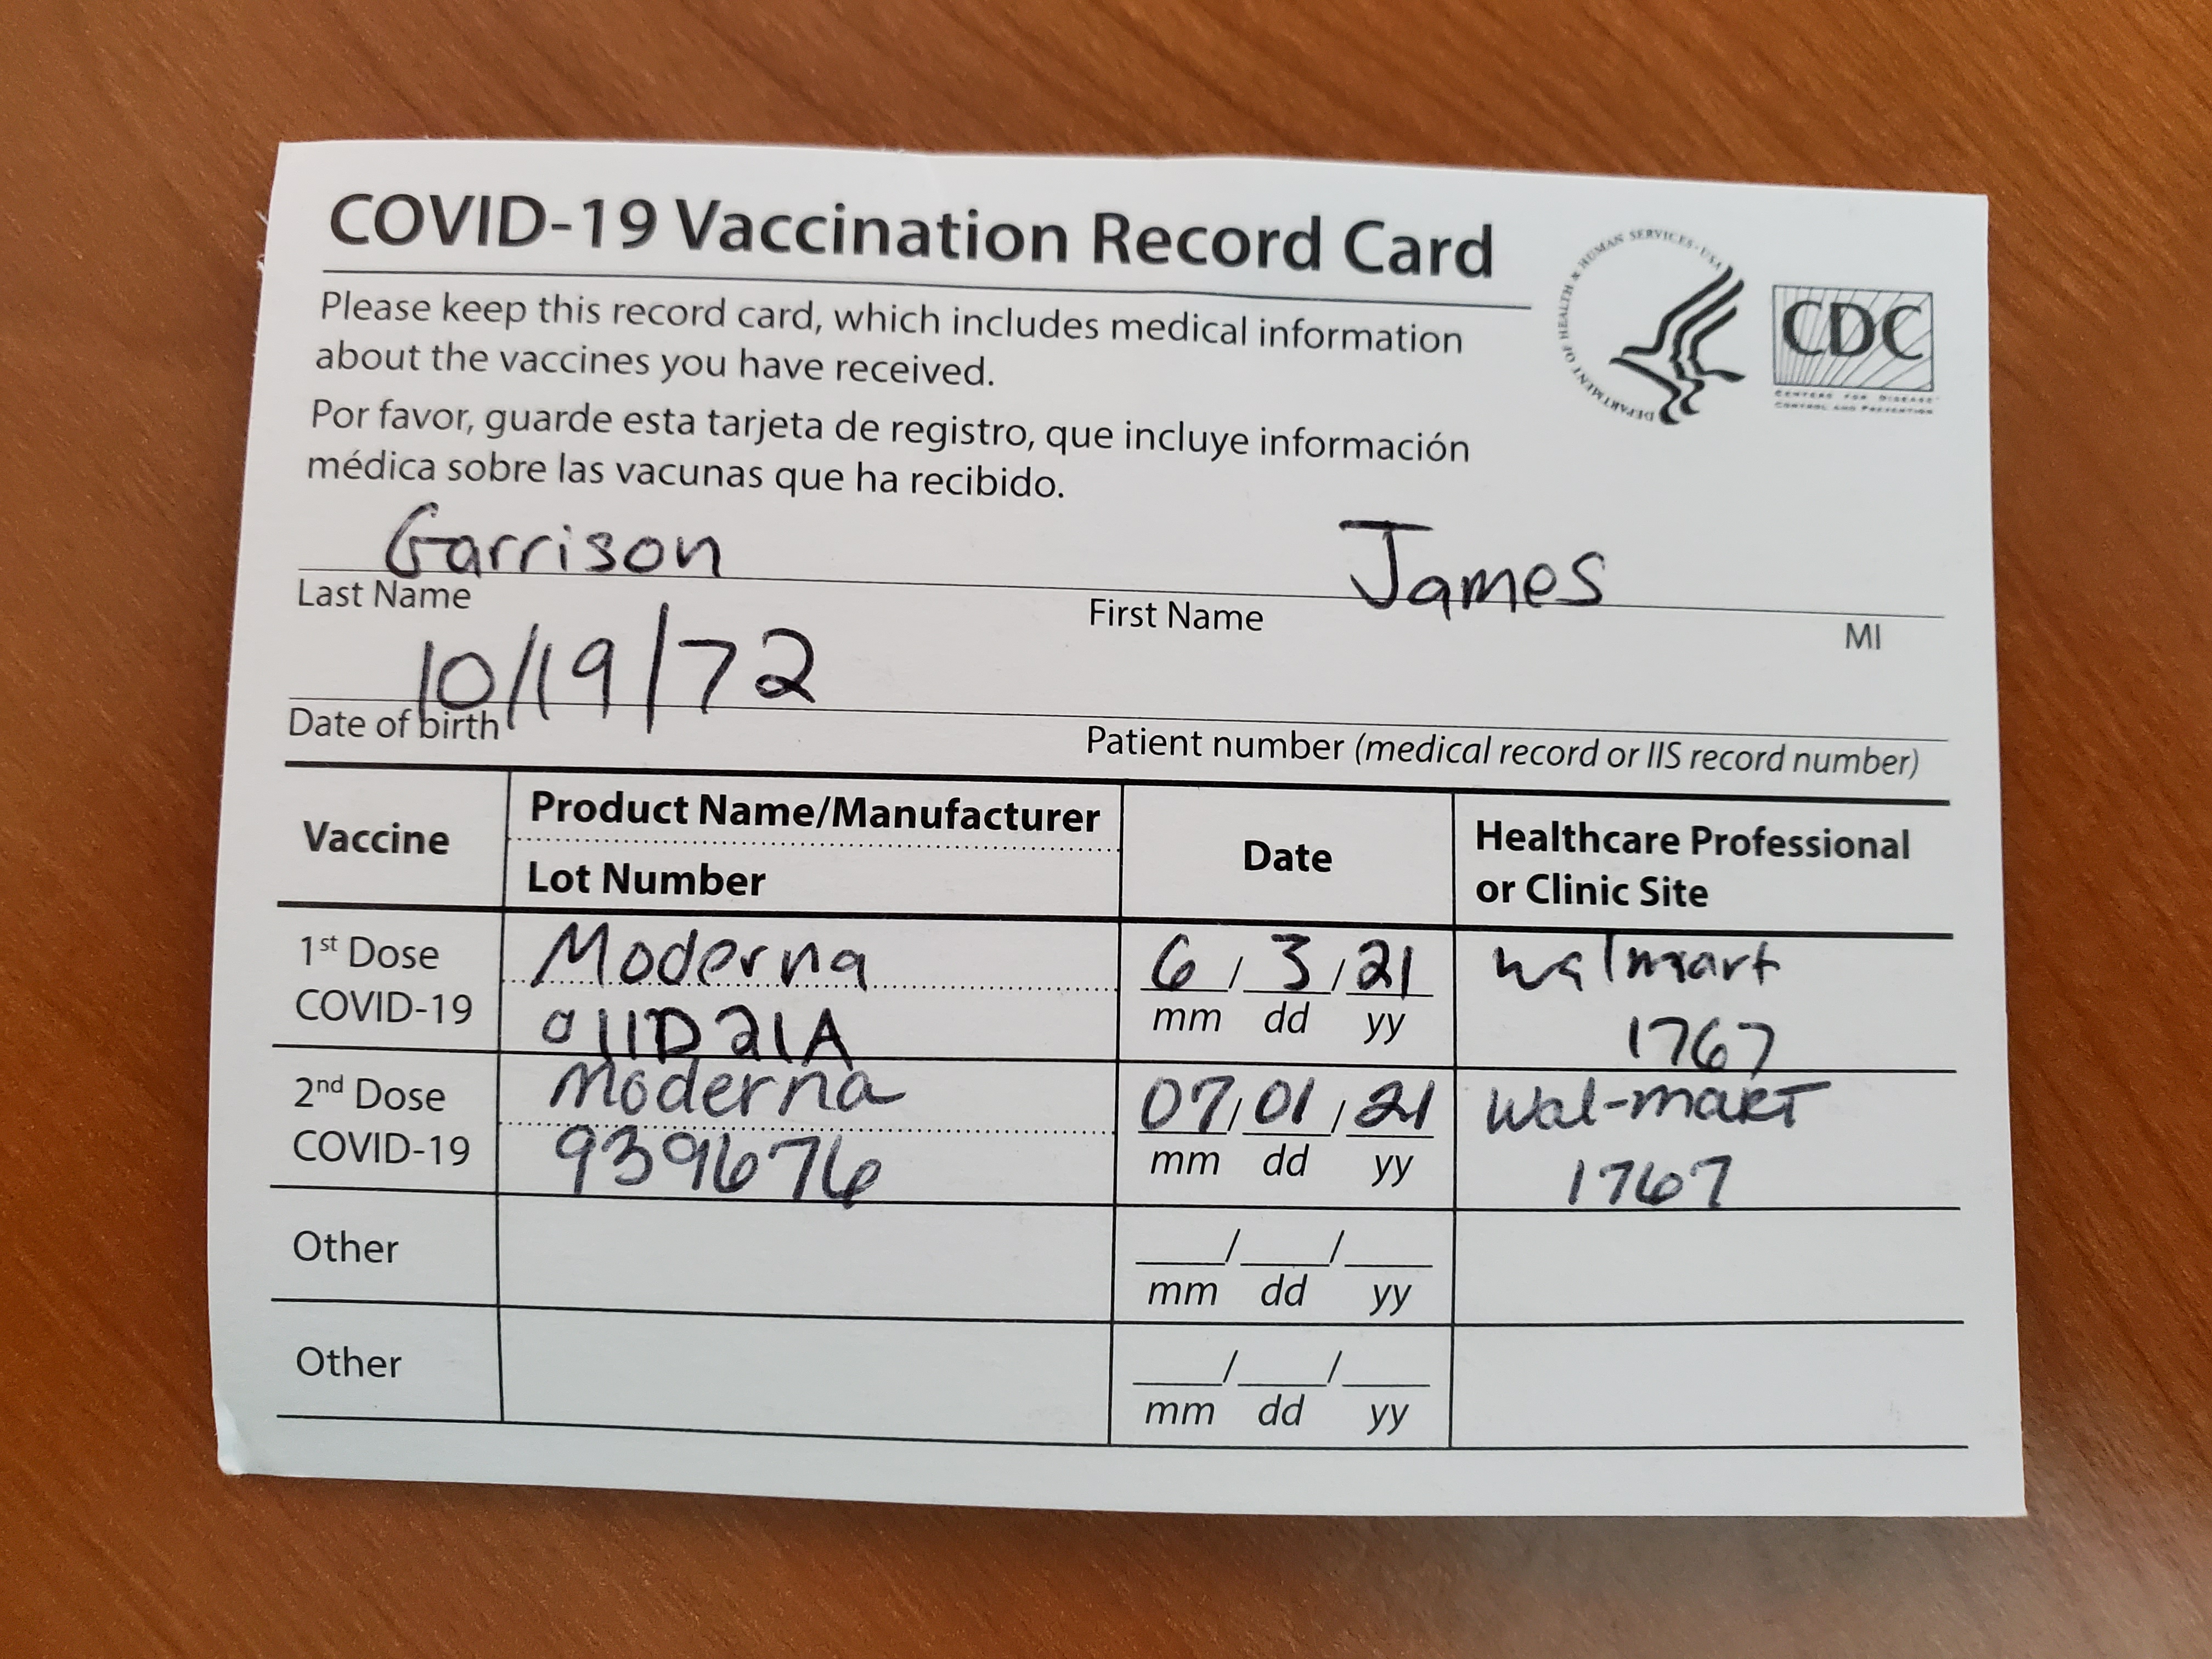 COVID-19 Vaccination Record Card
Please keep this record card, which includes medical information
about the vaccines you have received.
Por favor, guarde esta tarjeta de registro, que incluye información
médica sobre las vacunas que ha recibido.
DEPARTMENT OF HEALTH & HUMAN SERVICES • USA
CDC
CENTERS FOR DISEASE
CONTROL AND PREVENTION
Garrison James
Last Name First Name MI
10/19/72
Date of birth Patient number (medical record or IIS record number)
Vaccine Product Name/Manufacturer Date Healthcare Professional
Lot Number or Clinic Site
1st Dose Moderna 6/3/21 walmart
COVID-19 011D21A mm dd yy 1767
2nd Dose Moderna 07/01/21 Wal-mart
COVID-19 939676 mm dd yy 1767
Other ___/___/___
mm dd yy
Other ___/___/___
mm dd yy